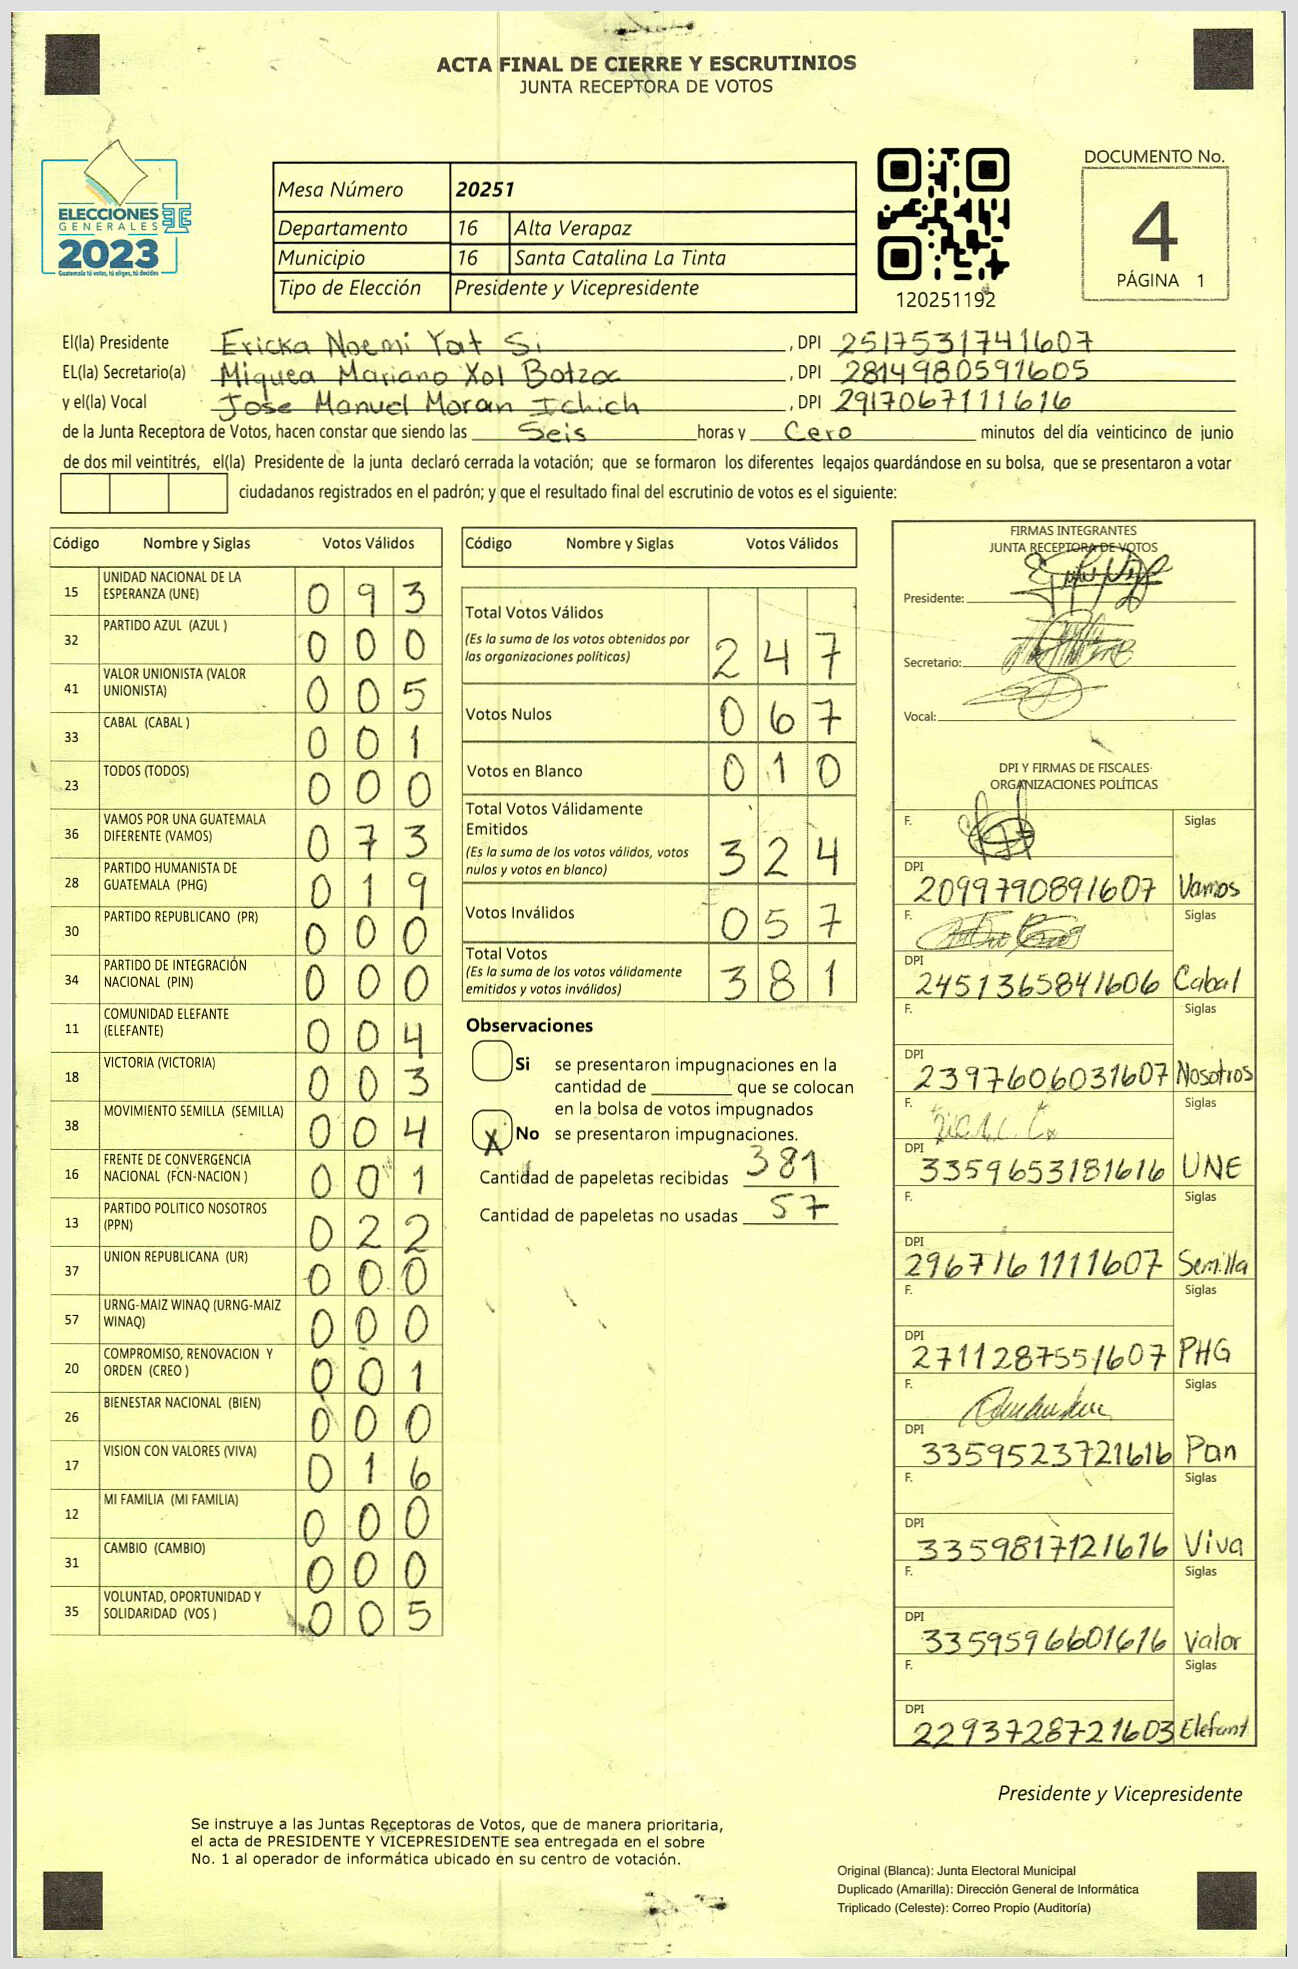 ACTA FINAL DE CIERRE Y ESCRUTINIOS
JUNTA RECEPTORA DE VOTOS
ELECCIONES
GENERALES
2023
Guatemala tú votas, tú eliges, tú decides
Mesa Número 20251
Departamento 16 Alta Verapaz
Municipio 16 Santa Catalina La Tinta
Tipo de Elección Presidente y Vicepresidente
120251192
DOCUMENTO No.
4
PÁGINA 1
El(la) Presidente Ericka Noemi Yat Si, DPI 2517531741607
EL(la) Secretario(a) Miquea Mariano Xol Botzoc, DPI 2814980591605
y el(la) Vocal Jose Manuel Moran Ichich, DPI 2917067111616
de la Junta Receptora de Votos, hacen constar que siendo las Seis horas y Cero minutos del día veinticinco de junio
de dos mil veintitrés, el(la) Presidente de la junta declaró cerrada la votación; que se formaron los diferentes legajos guardándose en su bolsa, que se presentaron a votar
ciudadanos registrados en el padrón; y que el resultado final del escrutinio de votos es el siguiente:
Código Nombre y Siglas Votos Válidos
15 UNIDAD NACIONAL DE LA
ESPERANZA (UNE) 0 9 3
32 PARTIDO AZUL (AZUL ) 0 0 0
41 VALOR UNIONISTA (VALOR
UNIONISTA) 0 0 5
33 CABAL (CABAL ) 0 0 1
23 TODOS (TODOS) 0 0 0
36 VAMOS POR UNA GUATEMALA
DIFERENTE (VAMOS) 0 7 3
28 PARTIDO HUMANISTA DE
GUATEMALA (PHG) 0 1 9
30 PARTIDO REPUBLICANO (PR) 0 0 0
34 PARTIDO DE INTEGRACIÓN
NACIONAL (PIN) 0 0 0
11 COMUNIDAD ELEFANTE
(ELEFANTE) 0 0 4
18 VICTORIA (VICTORIA) 0 0 3
38 MOVIMIENTO SEMILLA (SEMILLA) 0 0 4
16 FRENTE DE CONVERGENCIA
NACIONAL (FCN-NACION ) 0 0 1
13 PARTIDO POLITICO NOSOTROS
(PPN) 0 2 2
37 UNION REPUBLICANA (UR) 0 0 0
57 URNG-MAIZ WINAQ (URNG-MAIZ
WINAQ) 0 0 0
20 COMPROMISO, RENOVACION Y
ORDEN (CREO ) 0 0 1
26 BIENESTAR NACIONAL (BIEN) 0 0 0
17 VISION CON VALORES (VIVA) 0 1 6
12 MI FAMILIA (MI FAMILIA) 0 0 0
31 CAMBIO (CAMBIO) 0 0 0
35 VOLUNTAD, OPORTUNIDAD Y
SOLIDARIDAD (VOS ) 0 0 5
Código Nombre y Siglas Votos Válidos
Total Votos Válidos
(Es la suma de los votos obtenidos por
las organizaciones políticas) 2 4 7
Votos Nulos 0 6 7
Votos en Blanco 0 1 0
Total Votos Válidamente
Emitidos
(Es la suma de los votos válidos, votos
nulos y votos en blanco) 3 2 4
Votos Inválidos 0 5 7
Total Votos
(Es la suma de los votos válidamente
emitidos y votos inválidos) 3 8 1
Observaciones
Si se presentaron impugnaciones en la
cantidad de que se colocan
en la bolsa de votos impugnados
X No se presentaron impugnaciones.
Cantidad de papeletas recibidas 381
Cantidad de papeletas no usadas 57
FIRMAS INTEGRANTES
JUNTA RECEPTORA DE VOTOS
Presidente:
Secretario:
Vocal:
DPI Y FIRMAS DE FISCALES
ORGANIZACIONES POLÍTICAS
F. Siglas
DPI
2099790891607 Vamos
F. Siglas
DPI
2451365841606 Cabal
F. Siglas
DPI
2397606031607 Nosotros
F. Siglas
DPI
3359653181616 UNE
F. Siglas
DPI
2967161111607 Semilla
F. Siglas
DPI
2711287551607 PHG
F. Siglas
DPI
3359523721616 Pan
F. Siglas
DPI
3359817121616 Viva
F. Siglas
DPI
3359596601616 Valor
F. Siglas
DPI
2293728721603 Elefant
Presidente y Vicepresidente
Se instruye a las Juntas Receptoras de Votos, que de manera prioritaria,
el acta de PRESIDENTE Y VICEPRESIDENTE sea entregada en el sobre
No. 1 al operador de informática ubicado en su centro de votación.
Original (Blanca): Junta Electoral Municipal
Duplicado (Amarilla): Dirección General de Informática
Triplicado (Celeste): Correo Propio (Auditoría)